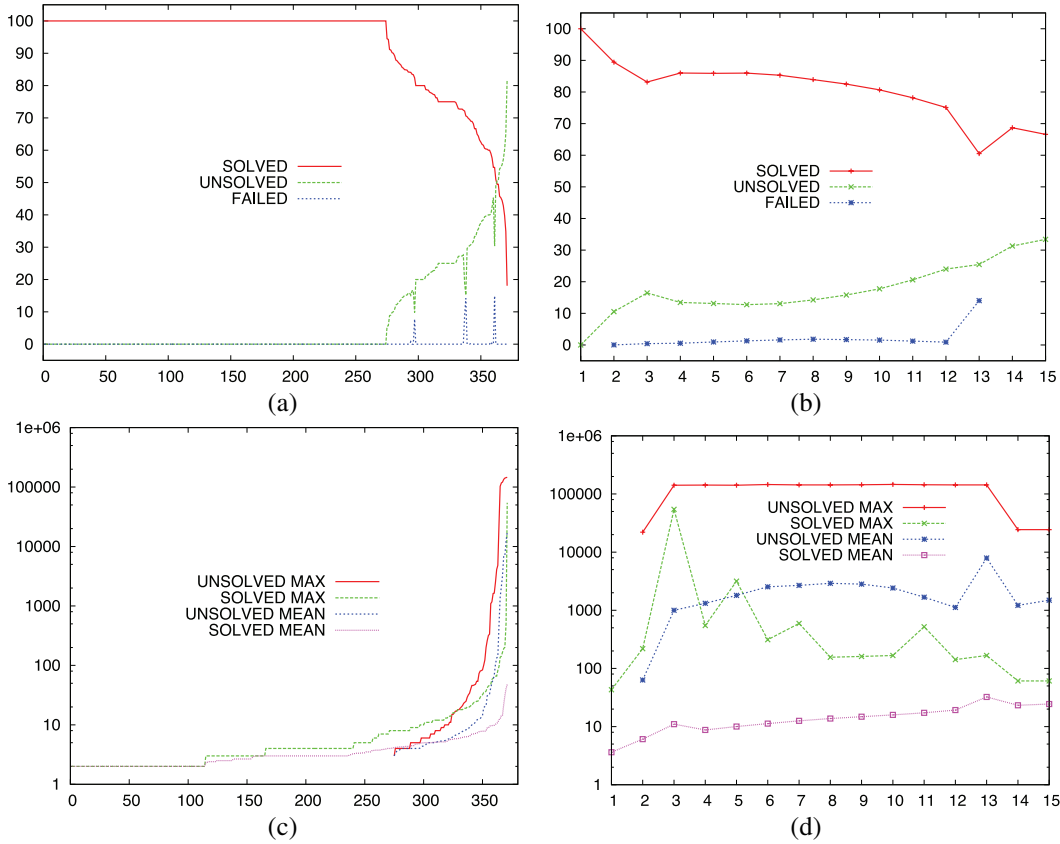 100
80
60
40
20
0
SOLVED
UNSOLVED
FAILED
0 50 100 150 200 250 300 350
(a)
100
90
80
70
60
50
40
30
20
10
0
SOLVED
UNSOLVED
FAILED
1 2 3 4 5 6 7 8 9 10 11 12 13 14 15
(b)
1e+06
100000
10000
1000
100
10
1
UNSOLVED MAX
SOLVED MAX
UNSOLVED MEAN
SOLVED MEAN
0 50 100 150 200 250 300 350
(c)
1e+06
100000
10000
1000
100
10
1
UNSOLVED MAX
SOLVED MAX
UNSOLVED MEAN
SOLVED MEAN
1 2 3 4 5 6 7 8 9 10 11 12 13 14 15
(d)